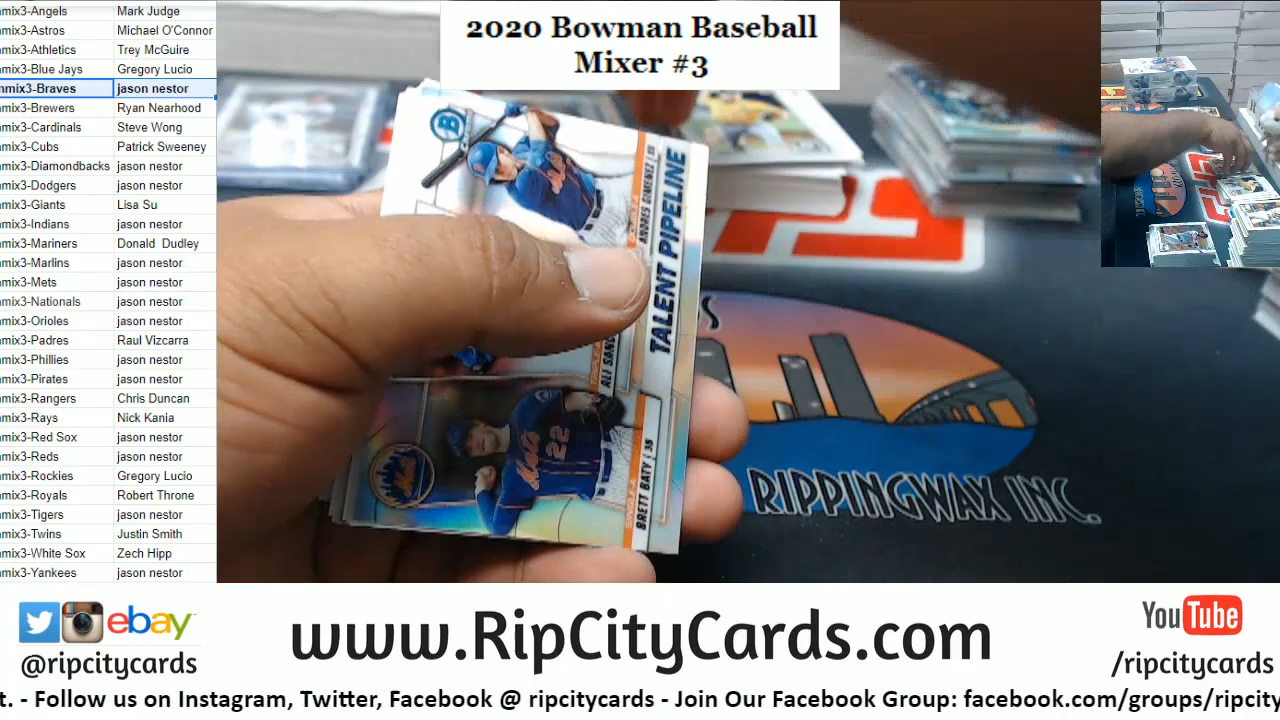 2020 Bowman Baseball
Mixer #3
mix3-Angels Mark Judge
mix3-Astros Michael O'Connor
mix3-Athletics Trey McGuire
mix3-Blue Jays Gregory Lucio
mix3-Braves jason nestor
mix3-Brewers Ryan Nearhood
mix3-Cardinals Steve Wong
mix3-Cubs Patrick Sweeney
mix3-Diamondbacks jason nestor
mix3-Dodgers jason nestor
mix3-Giants Lisa Su
mix3-Indians jason nestor
mix3-Mariners Donald Dudley
mix3-Marlins jason nestor
mix3-Mets jason nestor
mix3-Nationals jason nestor
mix3-Orioles jason nestor
mix3-Padres Raul Vizcarra
mix3-Phillies jason nestor
mix3-Pirates jason nestor
mix3-Rangers Chris Duncan
mix3-Rays Nick Kania
mix3-Red Sox jason nestor
mix3-Reds jason nestor
mix3-Rockies Gregory Lucio
mix3-Royals Robert Throne
mix3-Tigers jason nestor
mix3-Twins Justin Smith
mix3-White Sox Zech Hipp
mix3-Yankees jason nestor
B
Mets
ANDRES GIMENEZ
TALENT PIPELINE
ALI
Mets
Mets
22
BRETT BATY
RIPPINGWAX INC.
ebay
@ripcitycards
www.RipCityCards.com
YouTube
/ripcitycards
t. - Follow us on Instagram, Twitter, Facebook @ ripcitycards - Join Our Facebook Group: facebook.com/groups/ripcity